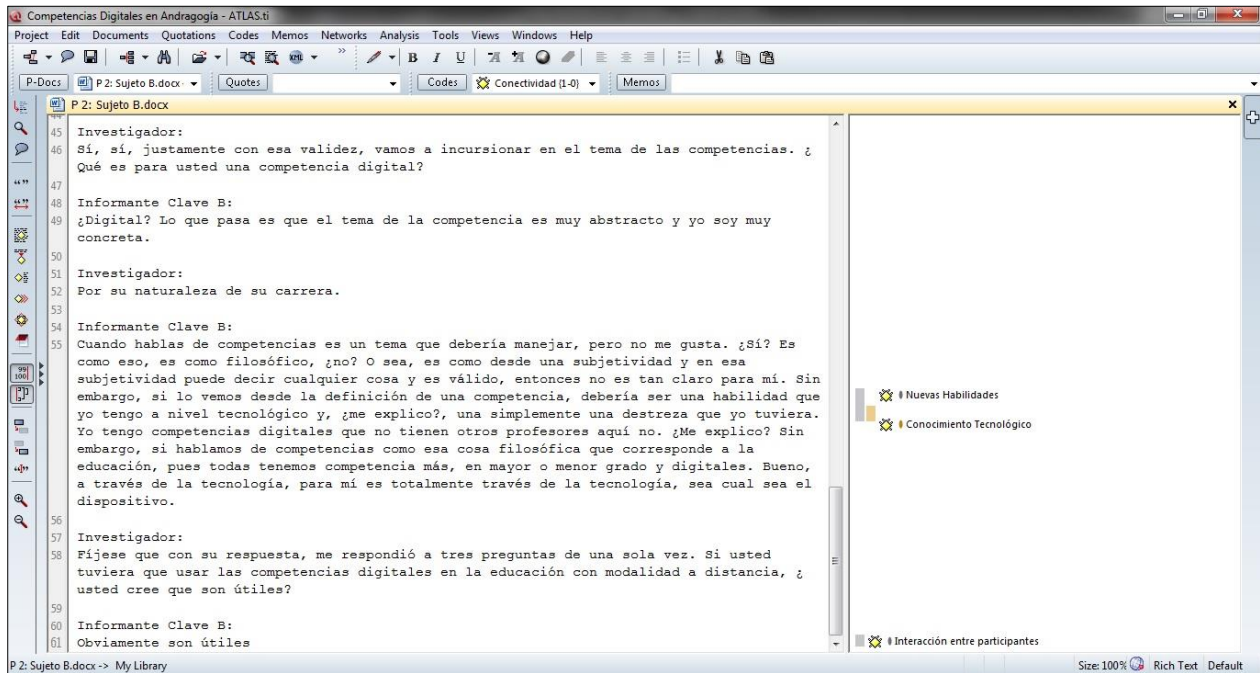 Competencias Digitales en Andragogía - ATLAS.ti
Project Edit Documents Quotations Codes Memos Networks Analysis Tools Views Windows Help
B I U
P-Docs P 2: Sujeto B.docx Quotes Codes Conectividad {1-0} Memos
P 2: Sujeto B.docx
44
45 Investigador:
46 Sí, sí, justamente con esa validez, vamos a incursionar en el tema de las competencias. ¿
Qué es para usted una competencia digital?
47
48 Informante Clave B:
49 ¿Digital? Lo que pasa es que el tema de la competencia es muy abstracto y yo soy muy
concreta.
50
51 Investigador:
52 Por su naturaleza de su carrera.
53
54 Informante Clave B:
55 Cuando hablas de competencias es un tema que debería manejar, pero no me gusta. ¿Sí? Es
como eso, es como filosófico, ¿no? O sea, es como desde una subjetividad y en esa
subjetividad puede decir cualquier cosa y es válido, entonces no es tan claro para mí. Sin
embargo, si lo vemos desde la definición de una competencia, debería ser una habilidad que
yo tengo a nivel tecnológico y, ¿me explico?, una simplemente una destreza que yo tuviera.
Yo tengo competencias digitales que no tienen otros profesores aquí no. ¿Me explico? Sin
embargo, si hablamos de competencias como esa cosa filosófica que corresponde a la
educación, pues todas tenemos competencia más, en mayor o menor grado y digitales. Bueno,
a través de la tecnología, para mí es totalmente través de la tecnología, sea cual sea el
dispositivo.
56
57 Investigador:
58 Fíjese que con su respuesta, me respondió a tres preguntas de una sola vez. Si usted
tuviera que usar las competencias digitales en la educación con modalidad a distancia, ¿
usted cree que son útiles?
59
60 Informante Clave B:
61 Obviamente son útiles
Nuevas Habilidades
Conocimiento Tecnológico
Interacción entre participantes
P 2: Sujeto B.docx -> My Library Size: 100% Rich Text Default